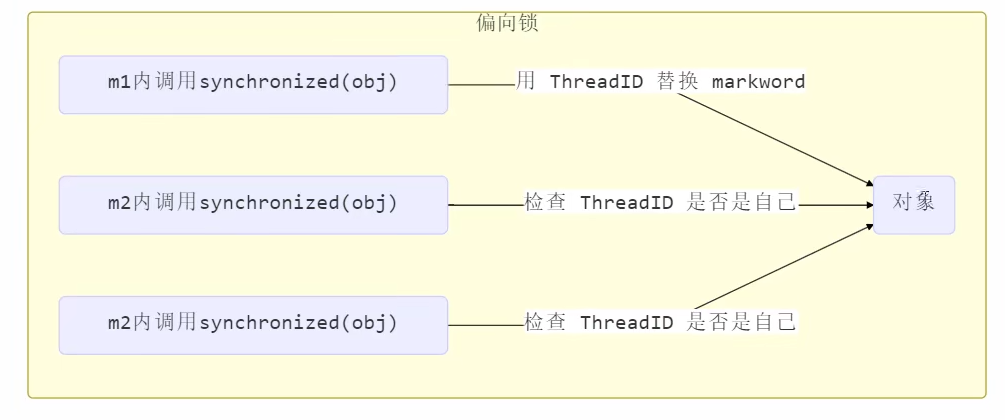 偏向锁
m1内调用synchronized(obj)
用 ThreadID 替换 markword
m2内调用synchronized(obj)
检查 ThreadID 是否是自己
对象
m2内调用synchronized(obj)
检查 ThreadID 是否是自己